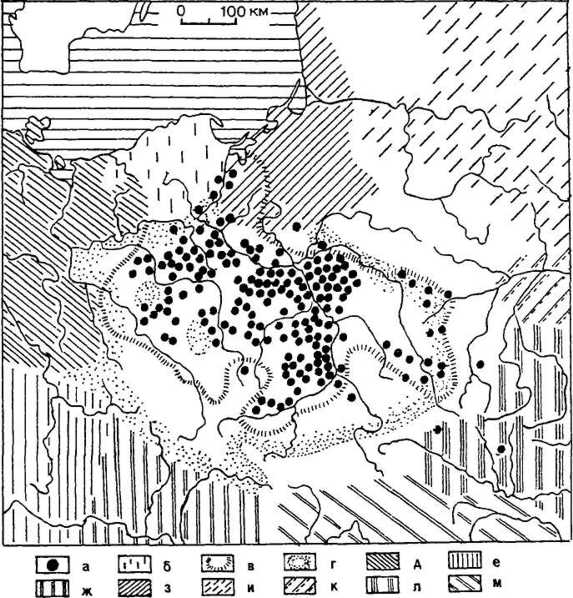 0 100 км
а б в г д е
ж з и к л м